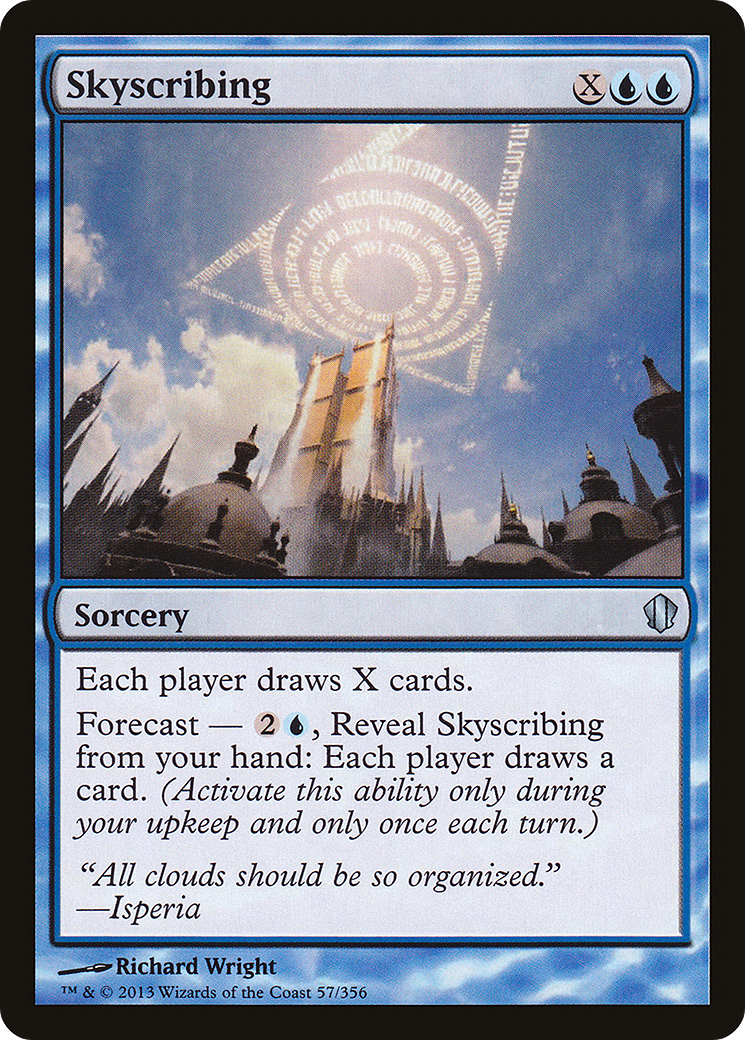 Skyscribing X
Sorcery
Each player draws X cards.
Forecast — 2, Reveal Skyscribing
from your hand: Each player draws a
card. (Activate this ability only during
your upkeep and only once each turn.)
“All clouds should be so organized.”
—Isperia
Richard Wright
™ & © 2013 Wizards of the Coast 57/356